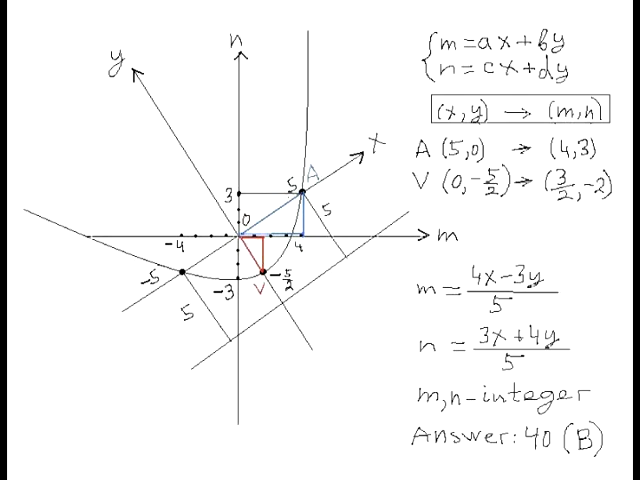 {m=ax+by
n=cx+dy
(x,y) → (m,n)
A (5,0) → (4,3)
V (0,-5/2) → (3/2,-2)
m = (4x-3y)/5
n = (3x+4y)/5
m,n-integer
Answer: 40 (B)
n
y
x
A
5
3
5
0
-4
4
m
-5
-3
V
-5/2
5